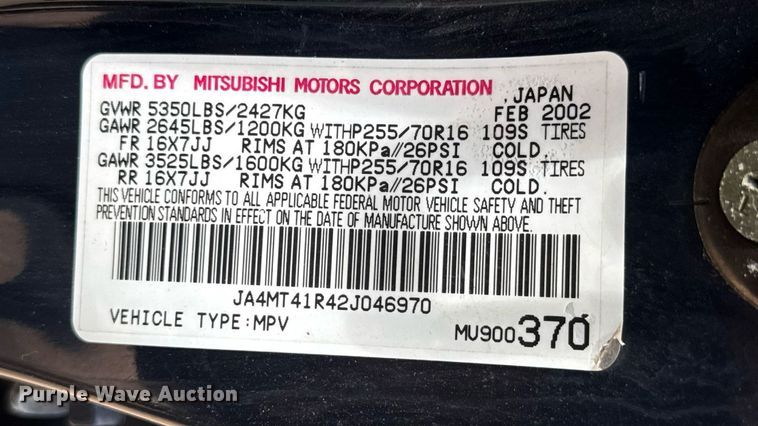 MFD. BY MITSUBISHI MOTORS CORPORATION , JAPAN
GVWR 5350LBS/2427KG FEB 2002
GAWR 2645LBS/1200KG WITHP255/70R16 109S TIRES
FR 16X7JJ RIMS AT 180KPa//26PSI COLD.
GAWR 3525LBS/1600KG WITHP255/70R16 109S TIRES
RR 16X7JJ RIMS AT 180KPa//26PSI COLD.
THIS VEHICLE CONFORMS TO ALL APPLICABLE FEDERAL MOTOR VEHICLE SAFETY AND THEFT
PREVENTION STANDARDS IN EFFECT ON THE DATE OF MANUFACTURE SHOWN ABOVE.
JA4MT41R42J046970
VEHICLE TYPE:MPV MU900370
Purple Wave Auction